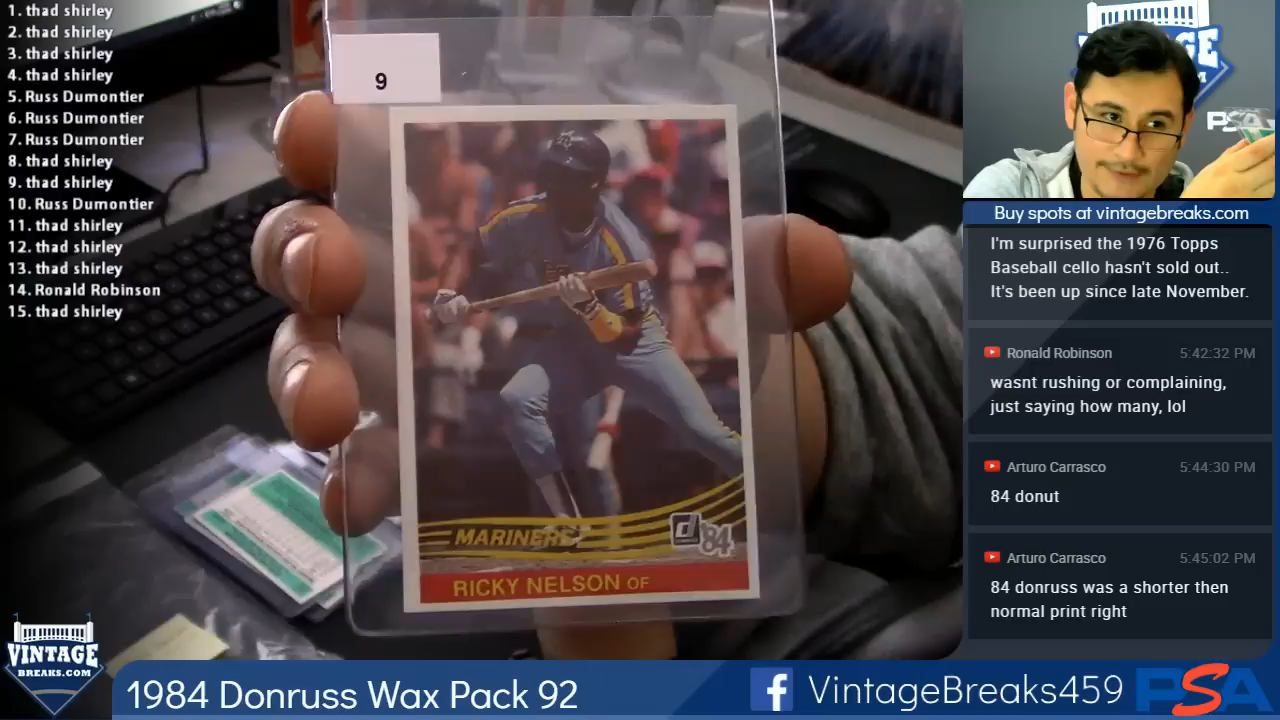 1. thad shirley
2. thad shirley
3. thad shirley
4. thad shirley
5. Russ Dumontier
6. Russ Dumontier
7. Russ Dumontier
8. thad shirley
9. thad shirley
10. Russ Dumontier
11. thad shirley
12. thad shirley
13. thad shirley
14. Ronald Robinson
15. thad shirley
9
MARINERS
d '84
RICKY NELSON OF
VINTAGE
PS
Buy spots at vintagebreaks.com
I'm surprised the 1976 Topps
Baseball cello hasn't sold out..
It's been up since late November.
Ronald Robinson 5:42:32 PM
wasnt rushing or complaining,
just saying how many, lol
Arturo Carrasco 5:44:30 PM
84 donut
Arturo Carrasco 5:45:02 PM
84 donruss was a shorter then
normal print right
VINTAGE
BREAKS.COM
1984 Donruss Wax Pack 92
f VintageBreaks459
PSA